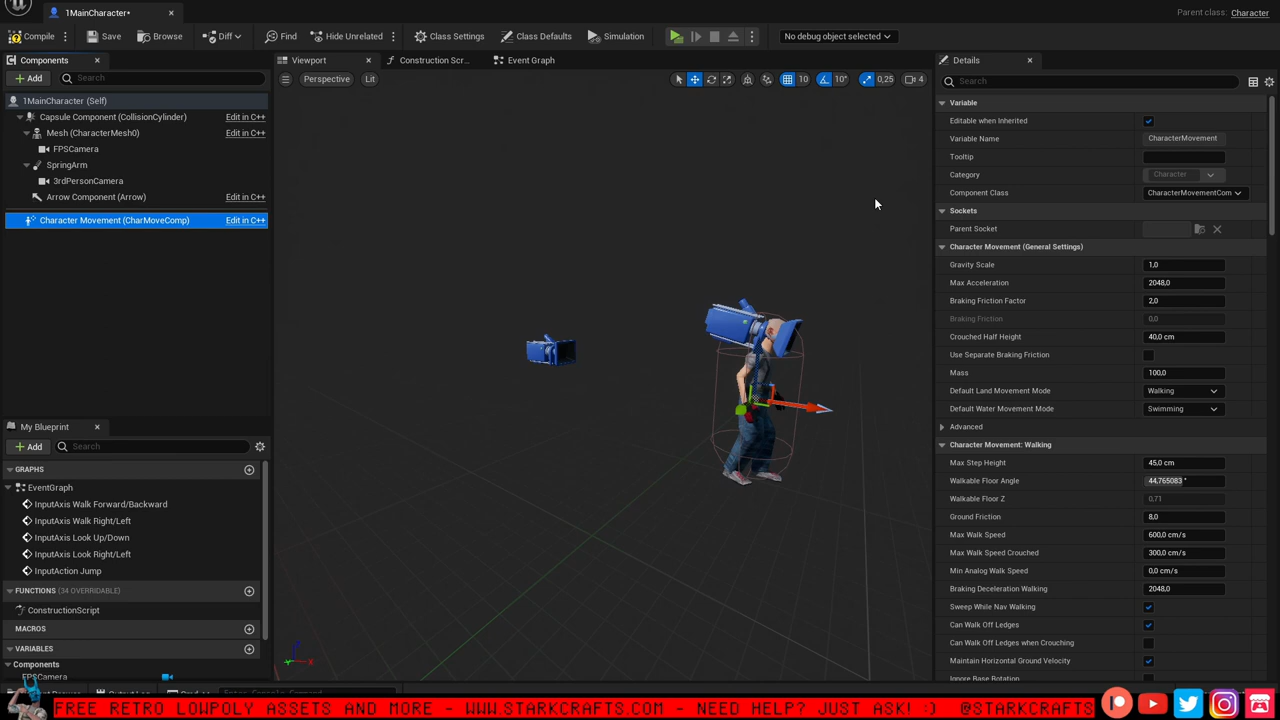 1MainCharacter*
Parent class: Character
Compile
Save
Browse
Diff
Find
Hide Unrelated
Class Settings
Class Defaults
Simulation
No debug object selected
Components
Add
Search
1MainCharacter (Self)
Capsule Component (CollisionCylinder) Edit in C++
Mesh (CharacterMesh0) Edit in C++
FPSCamera
SpringArm
3rdPersonCamera
Arrow Component (Arrow) Edit in C++
Character Movement (CharMoveComp) Edit in C++
My Blueprint
Add
Search
GRAPHS
EventGraph
InputAxis Walk Forward/Backward
InputAxis Walk Right/Left
InputAxis Look Up/Down
InputAxis Look Right/Left
InputAction Jump
FUNCTIONS (34 OVERRIDABLE)
ConstructionScript
MACROS
VARIABLES
Components
FPSCamera
Viewport
Construction Scr...
Event Graph
Perspective
Lit
10
10°
0,25
4
Details
Search
Variable
Editable when Inherited
Variable Name CharacterMovement
Tooltip
Category Character
Component Class CharacterMovementCom
Sockets
Parent Socket
Character Movement (General Settings)
Gravity Scale 1,0
Max Acceleration 2048,0
Braking Friction Factor 2,0
Braking Friction 0,0
Crouched Half Height 40,0 cm
Use Separate Braking Friction
Mass 100,0
Default Land Movement Mode Walking
Default Water Movement Mode Swimming
Advanced
Character Movement: Walking
Max Step Height 45,0 cm
Walkable Floor Angle 44,765083 °
Walkable Floor Z 0,71
Ground Friction 8,0
Max Walk Speed 600,0 cm/s
Max Walk Speed Crouched 300,0 cm/s
Min Analog Walk Speed 0,0 cm/s
Braking Deceleration Walking 2048,0
Sweep While Nav Walking
Can Walk Off Ledges
Can Walk Off Ledges when Crouching
Maintain Horizontal Ground Velocity
Ignore Base Rotation
FREE RETRO LOWPOLY ASSETS AND MORE - WWW.STARKCRAFTS.COM - NEED HELP? JUST ASK! :) @STARKCRAFTS